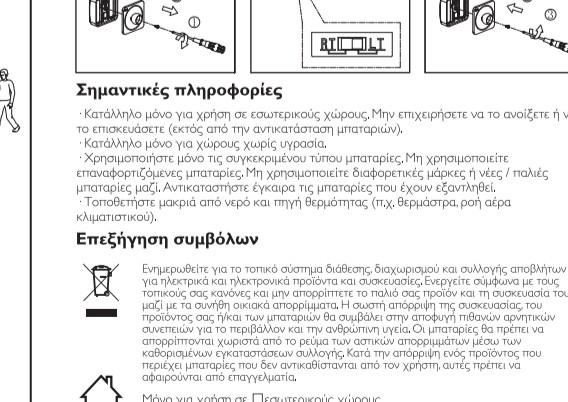 ①
③
RT LT
Σημαντικές πληροφορίες
·Κατάλληλο μόνο για χρήση σε εσωτερικούς χώρους. Μην επιχειρήσετε να το ανοίξετε ή
το επισκευάσετε (εκτός από την αντικατάσταση μπαταριών).
·Κατάλληλο μόνο για χώρους χωρίς υγρασία.
·Χρησιμοποιήστε μόνο τις συγκεκριμένου τύπου μπαταρίες. Μη χρησιμοποιείτε
επαναφορτιζόμενες μπαταρίες. Μη χρησιμοποιείτε διαφορετικές μάρκες ή νέες / παλιές
μπαταρίες μαζί. Αντικαταστήστε έγκαιρα τις μπαταρίες που έχουν εξαντληθεί.
·Τοποθετήστε μακριά από νερό και πηγή θερμότητας (π.χ. θερμάστρα, ροή αέρα
κλιματιστικού).
Επεξήγηση συμβόλων
Ενημερωθείτε για το τοπικό σύστημα διάθεσης, διαχωρισμού και συλλογής αποβλήτων
για ηλεκτρικά και ηλεκτρονικά προϊόντα και συσκευασίες. Ενεργείτε σύμφωνα με τους
τοπικούς σας κανόνες και μην απορρίπτετε το παλιό σας προϊόν και τη συσκευασία του
μαζί με τα συνήθη οικιακά απορρίμματα. Η σωστή απόρριψη της συσκευασίας, του
προϊόντος σας ή/και των μπαταριών θα συμβάλει στην αποφυγή πιθανών αρνητικών
συνεπειών για το περιβάλλον και την ανθρώπινη υγεία. Οι μπαταρίες θα πρέπει να
απορρίπτονται χωριστά από το ρεύμα των αστικών απορριμμάτων μέσω των
καθορισμένων εγκαταστάσεων συλλογής. Κατά την απόρριψη ενός προϊόντος που
περιέχει μπαταρίες που δεν αντικαθίστανται από τον χρήστη, αυτές πρέπει να
αφαιρούνται από επαγγελματία.
Μόνο για χρήση σε □εσωτερικούς χώρους